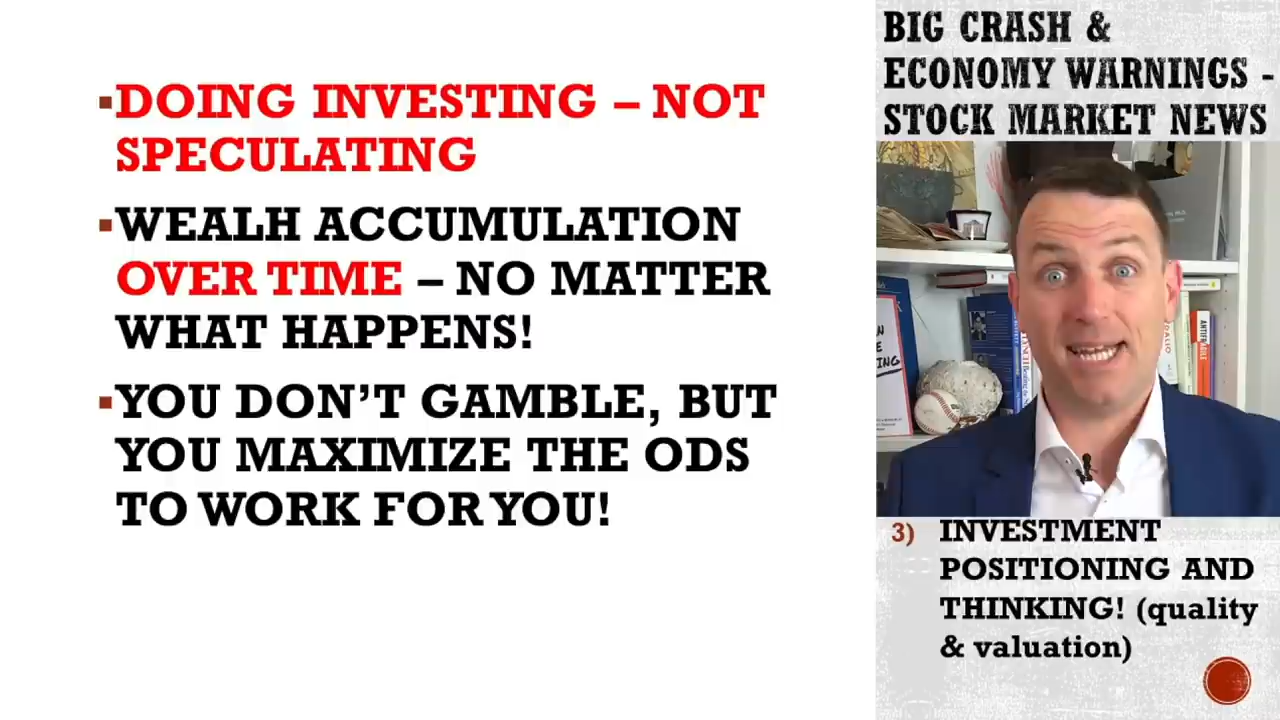 ▪DOING INVESTING – NOT
SPECULATING
▪WEALH ACCUMULATION
OVER TIME – NO MATTER
WHAT HAPPENS!
▪YOU DON’T GAMBLE, BUT
YOU MAXIMIZE THE ODS
TO WORK FOR YOU!
BIG CRASH &
ECONOMY WARNINGS -
STOCK MARKET NEWS
3) INVESTMENT
POSITIONING AND
THINKING! (quality
& valuation)